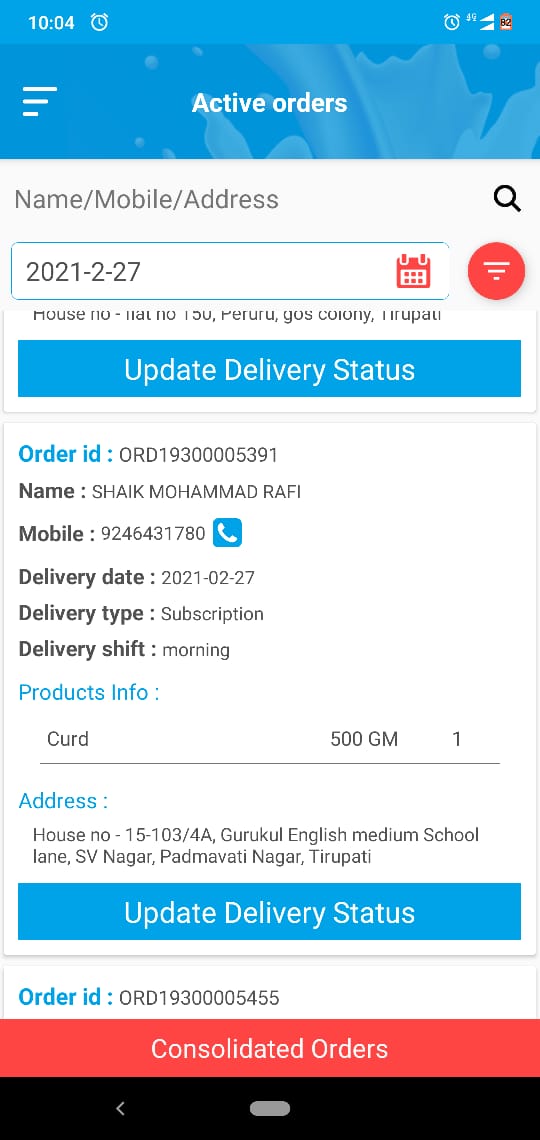 10:04
4G
82
Active orders
Name/Mobile/Address
2021-2-27
House no - flat no 150, Peruru, gos colony, Tirupati
Update Delivery Status
Order id : ORD19300005391
Name : SHAIK MOHAMMAD RAFI
Mobile : 9246431780
Delivery date : 2021-02-27
Delivery type : Subscription
Delivery shift : morning
Products Info :
Curd 500 GM 1
Address :
House no - 15-103/4A, Gurukul English medium School
lane, SV Nagar, Padmavati Nagar, Tirupati
Update Delivery Status
Order id : ORD19300005455
Consolidated Orders